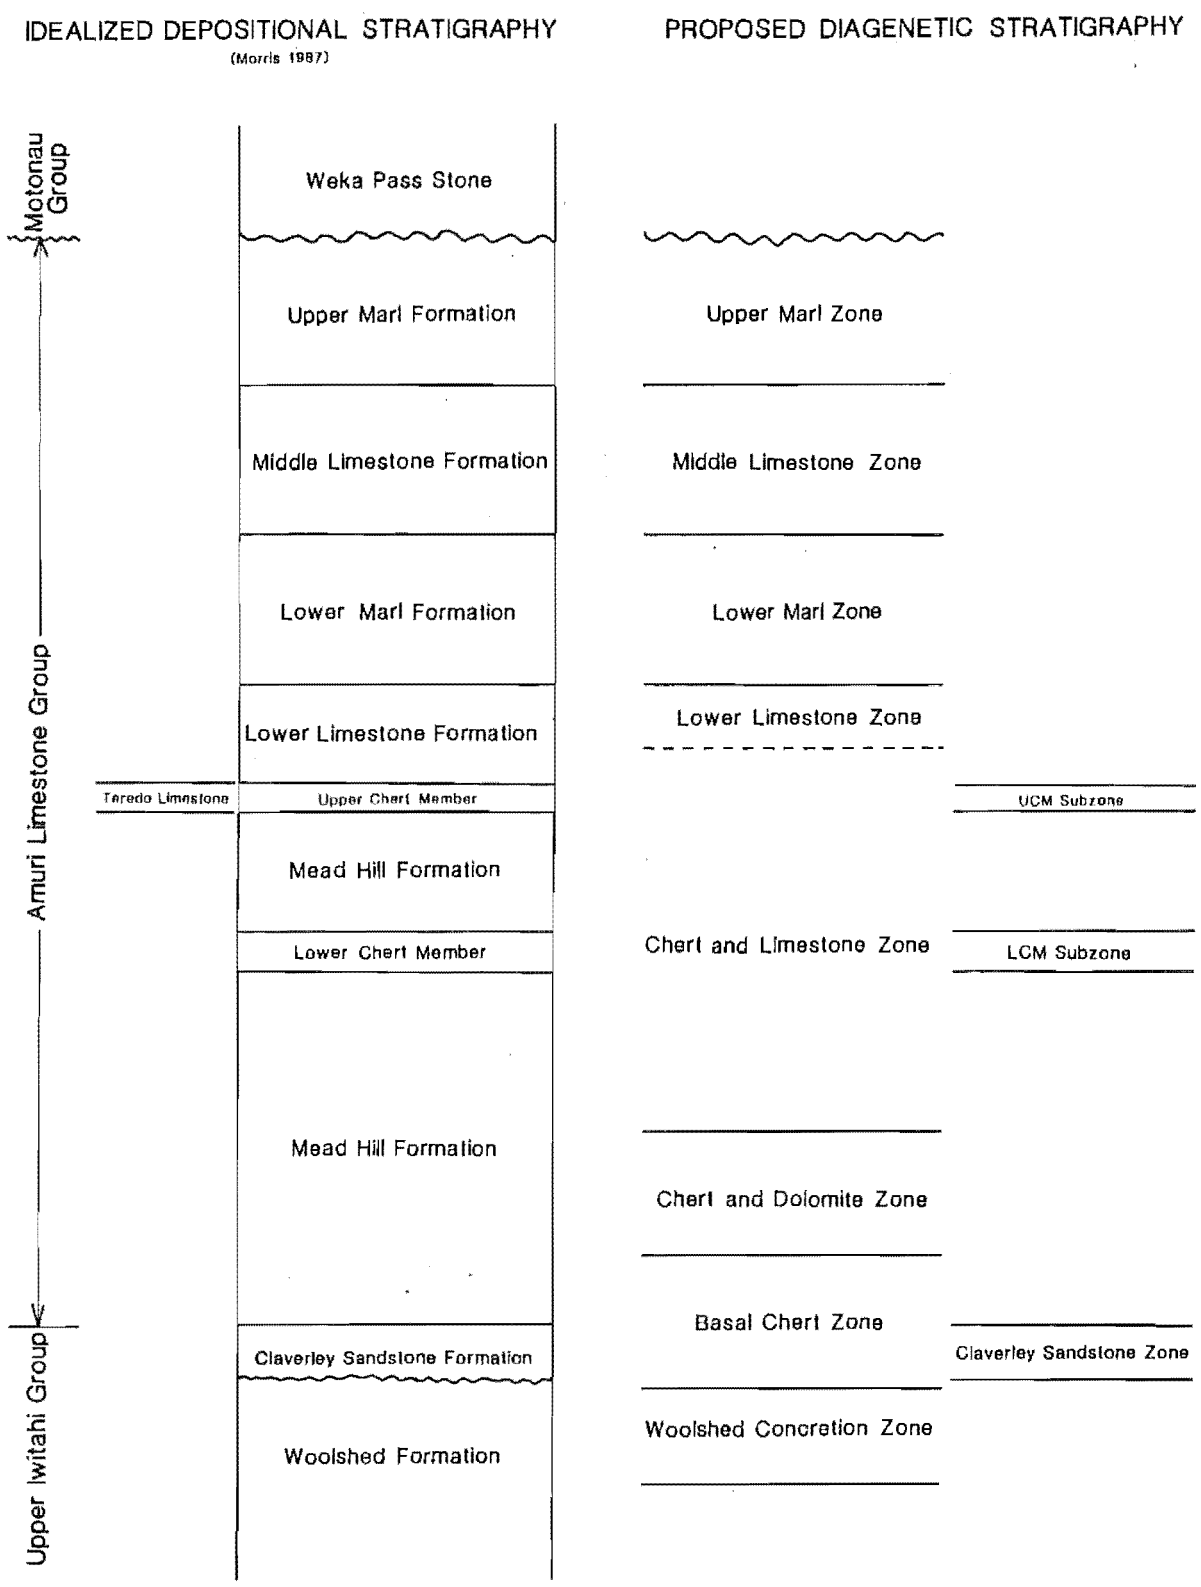 IDEALIZED DEPOSITIONAL STRATIGRAPHY
(Morris 1987)
PROPOSED DIAGENETIC STRATIGRAPHY
Motonau
Group
Weka Pass Stone
Upper Marl Formation
Upper Marl Zone
Middle Limestone Formation
Middle Limestone Zone
Lower Marl Formation
Lower Marl Zone
Amuri Limestone Group
Lower Limestone Formation
Lower Limestone Zone
Teredo Limestone
Upper Chert Member
UCM Subzone
Mead Hill Formation
Chert and Limestone Zone
Lower Chert Member
LCM Subzone
Mead Hill Formation
Chert and Dolomite Zone
Basal Chert Zone
Claverley Sandstone Formation
Claverley Sandstone Zone
Upper Iwitahi Group
Woolshed Concretion Zone
Woolshed Formation